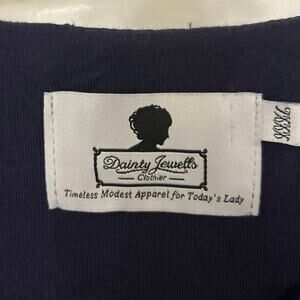 Dainty Jewell's
Clothier
Timeless Modest Apparel for Today's Lady